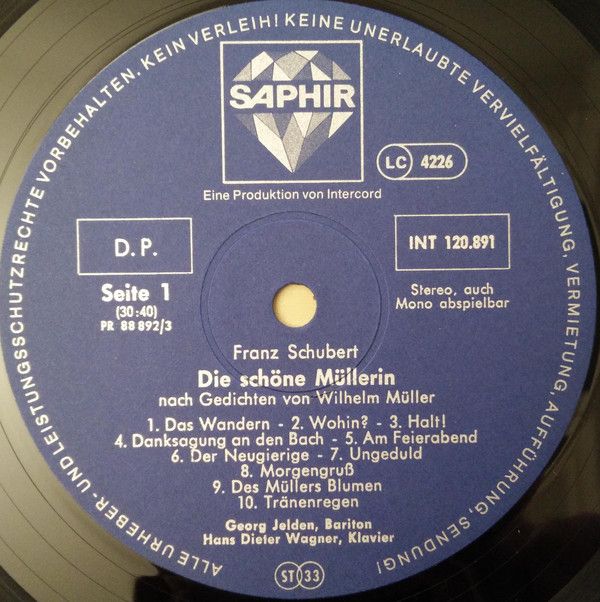 ALLE URHEBER- UND LEISTUNGSSCHUTZRECHTE VORBEHALTEN. KEIN VERLEIH! KEINE UNERLAUBTE VERVIELFÄLTIGUNG, VERMIETUNG, AUFFÜHRUNG, SENDUNG!
SAPHIR
LC 4226
Eine Produktion von Intercord
D.P.
INT 120.891
Seite 1
(30:40)
PR 88 892/3
Stereo, auch
Mono abspielbar
Franz Schubert
Die schöne Müllerin
nach Gedichten von Wilhelm Müller
1. Das Wandern - 2. Wohin? - 3. Halt!
4. Danksagung an den Bach - 5. Am Feierabend
6. Der Neugierige - 7. Ungeduld
8. Morgengruß
9. Des Müllers Blumen
10. Tränenregen
Georg Jelden, Bariton
Hans Dieter Wagner, Klavier
ST 33